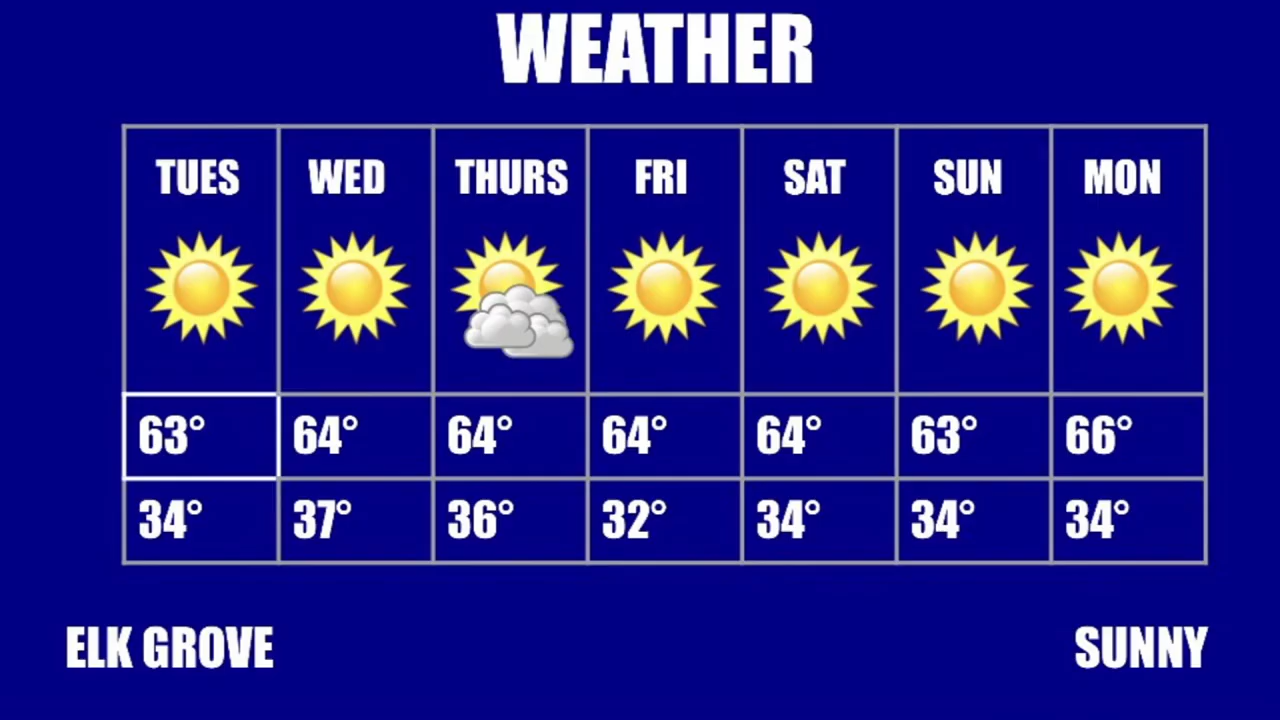 WEATHER
TUES WED THURS FRI SAT SUN MON
63° 64° 64° 64° 64° 63° 66°
34° 37° 36° 32° 34° 34° 34°
ELK GROVE SUNNY